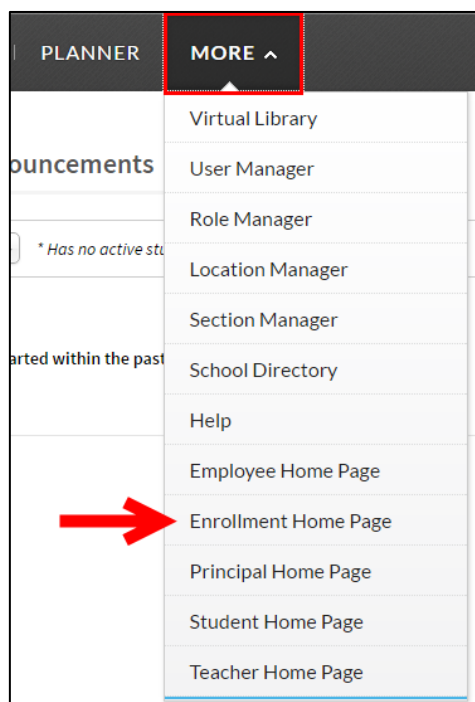 PLANNER MORE
Virtual Library
ouncements
User Manager
Role Manager
* Has no active stu
Location Manager
Section Manager
arted within the past
School Directory
Help
Employee Home Page
Enrollment Home Page
Principal Home Page
Student Home Page
Teacher Home Page